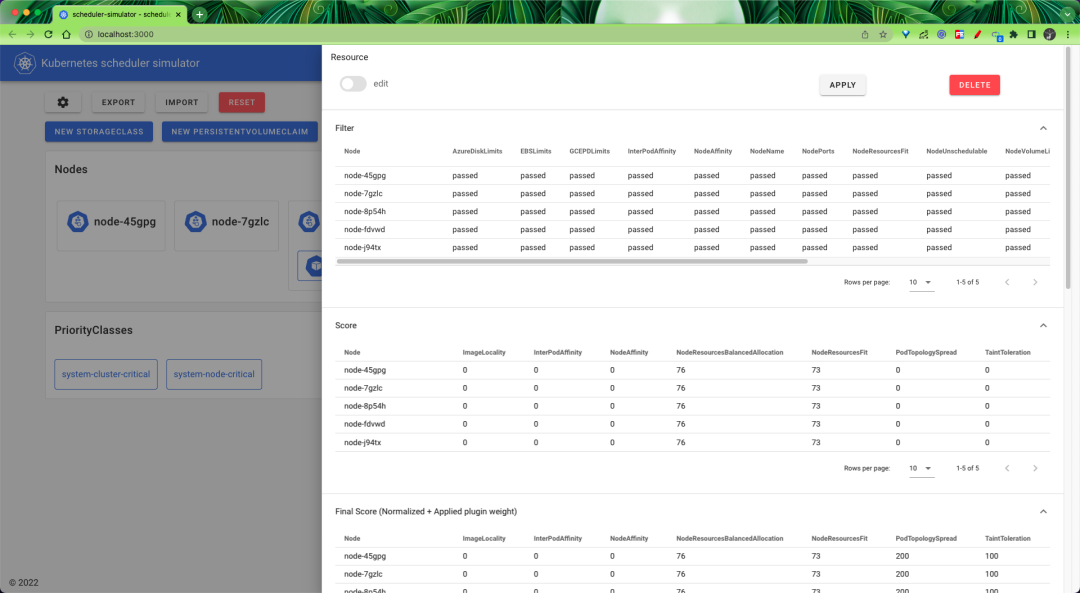 scheduler-simulator - schedul
localhost:3000
Kubernetes scheduler simulator
EXPORT IMPORT RESET
NEW STORAGECLASS NEW PERSISTENTVOLUMECLAIM
Nodes
node-45gpg node-7gzlc
PriorityClasses
system-cluster-critical system-node-critical
© 2022
Resource
edit APPLY DELETE
Filter
Node AzureDiskLimits EBSLimits GCEPDLimits InterPodAffinity NodeAffinity NodeName NodePorts NodeResourcesFit NodeUnschedulable NodeVolumeLi
node-45gpg passed passed passed passed passed passed passed passed passed passed
node-7gzlc passed passed passed passed passed passed passed passed passed passed
node-8p54h passed passed passed passed passed passed passed passed passed passed
node-fdvwd passed passed passed passed passed passed passed passed passed passed
node-j94tx passed passed passed passed passed passed passed passed passed passed
Rows per page: 10 1-5 of 5
Score
Node ImageLocality InterPodAffinity NodeAffinity NodeResourcesBalancedAllocation NodeResourcesFit PodTopologySpread TaintToleration
node-45gpg 0 0 0 76 73 0 0
node-7gzlc 0 0 0 76 73 0 0
node-8p54h 0 0 0 76 73 0 0
node-fdvwd 0 0 0 76 73 0 0
node-j94tx 0 0 0 76 73 0 0
Rows per page: 10 1-5 of 5
Final Score (Normalized + Applied plugin weight)
Node ImageLocality InterPodAffinity NodeAffinity NodeResourcesBalancedAllocation NodeResourcesFit PodTopologySpread TaintToleration
node-45gpg 0 0 0 76 73 200 100
node-7gzlc 0 0 0 76 73 200 100
node-8p54h 0 0 0 76 73 200 100